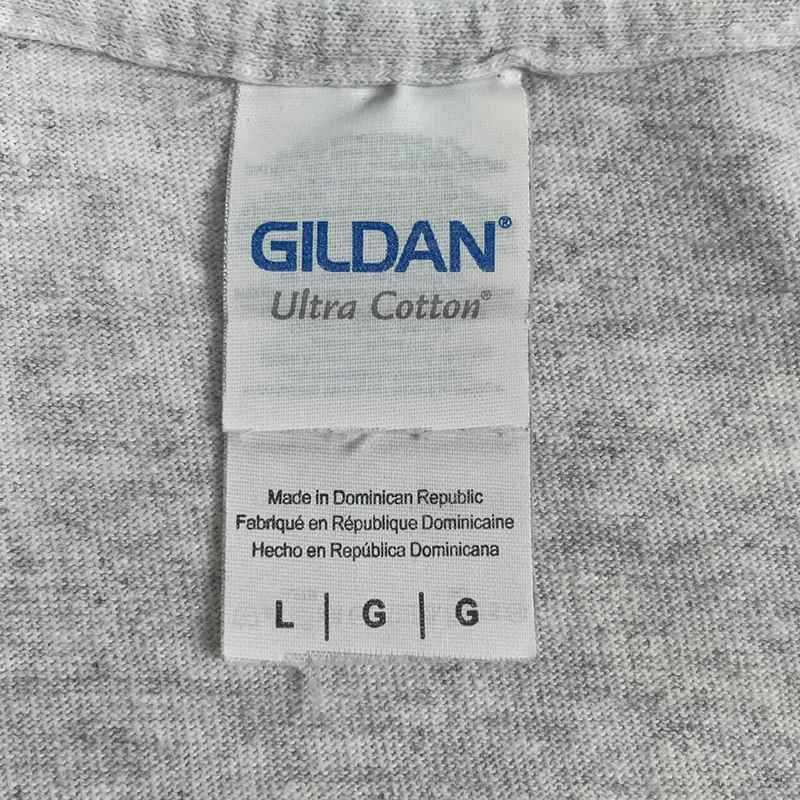 GILDAN®
Ultra Cotton®
Made in Dominican Republic
Fabriqué en République Dominicaine
Hecho en República Dominicana
L | G | G